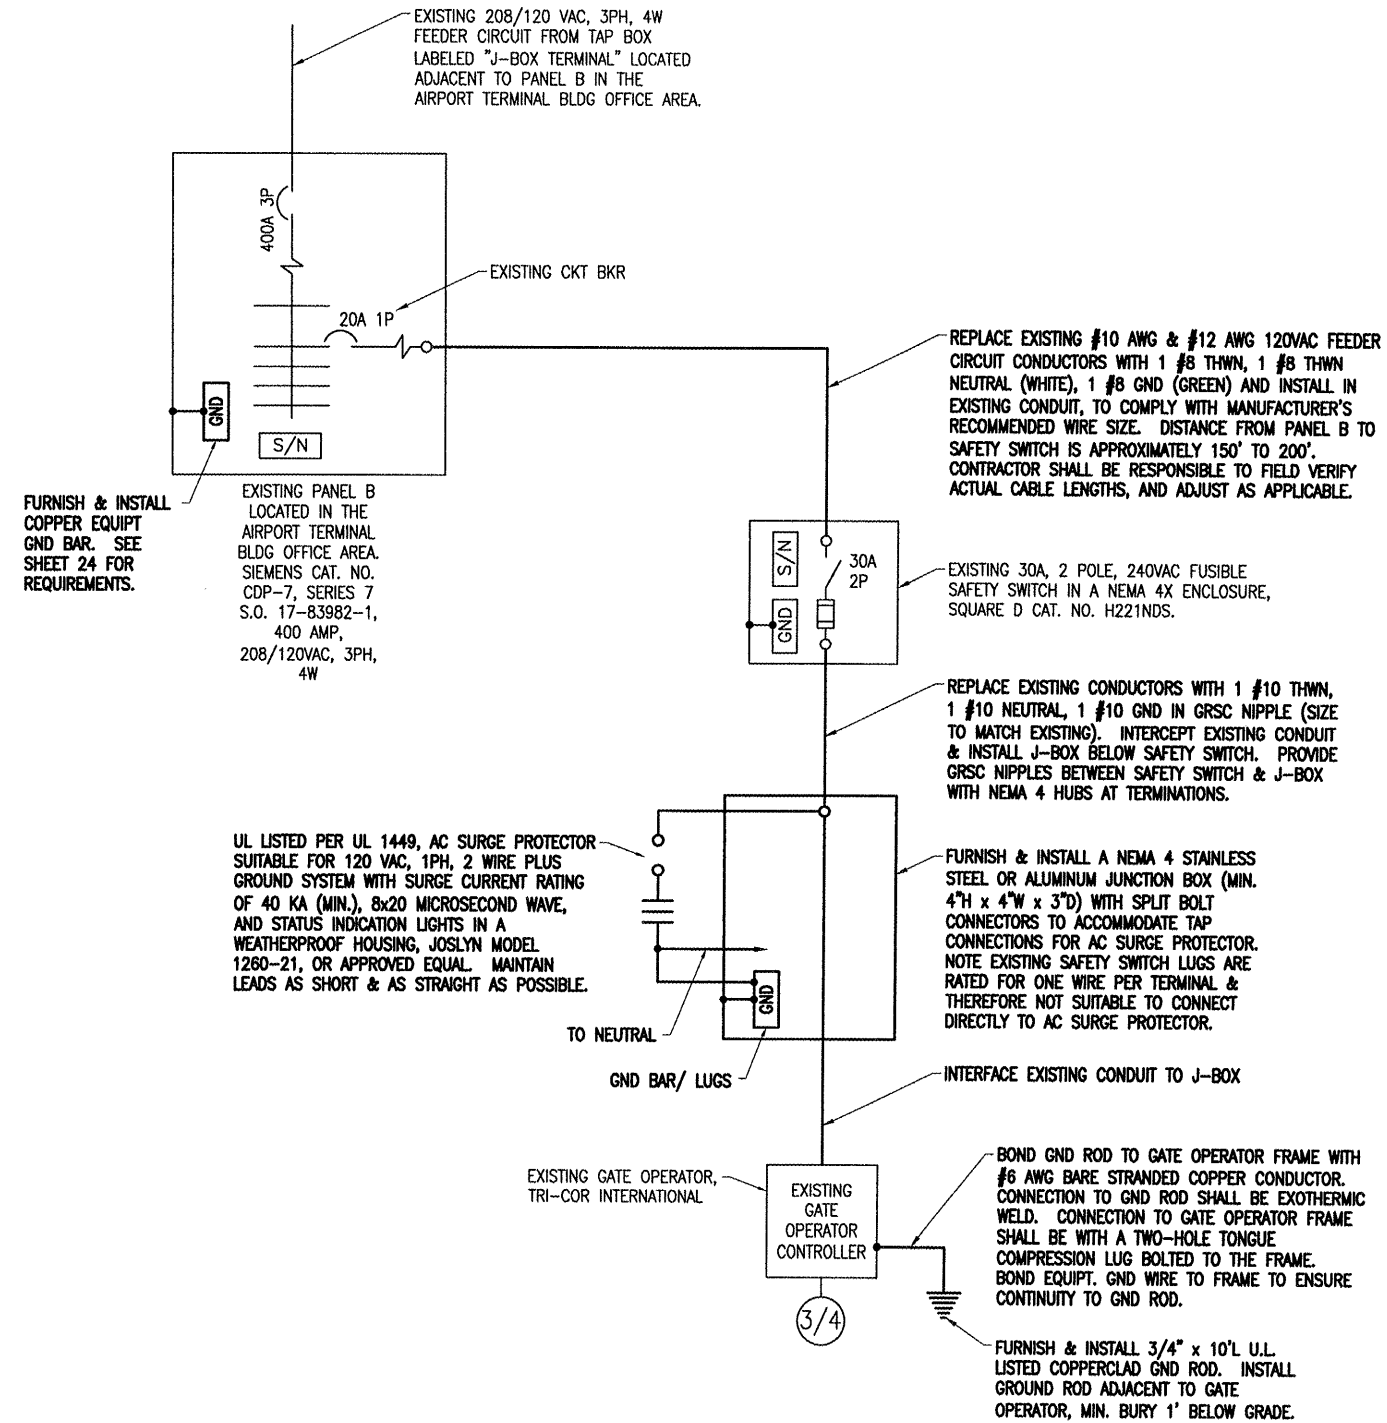 EXISTING 208/120 VAC, 3PH, 4W
FEEDER CIRCUIT FROM TAP BOX
LABELED "J-BOX TERMINAL" LOCATED
ADJACENT TO PANEL B IN THE
AIRPORT TERMINAL BLDG OFFICE AREA.
400A 3P
EXISTING CKT BKR
20A 1P
GND
S/N
FURNISH & INSTALL
COPPER EQUIPT
GND BAR. SEE
SHEET 24 FOR
REQUIREMENTS.
EXISTING PANEL B
LOCATED IN THE
AIRPORT TERMINAL
BLDG OFFICE AREA.
SIEMENS CAT. NO.
CDP-7, SERIES 7
S.O. 17-83982-1,
400 AMP,
208/120VAC, 3PH,
4W
REPLACE EXISTING #10 AWG & #12 AWG 120VAC FEEDER
CIRCUIT CONDUCTORS WITH 1 #8 THWN, 1 #8 THWN
NEUTRAL (WHITE), 1 #8 GND (GREEN) AND INSTALL IN
EXISTING CONDUIT, TO COMPLY WITH MANUFACTURER'S
RECOMMENDED WIRE SIZE. DISTANCE FROM PANEL B TO
SAFETY SWITCH IS APPROXIMATELY 150' TO 200'.
CONTRACTOR SHALL BE RESPONSIBLE TO FIELD VERIFY
ACTUAL CABLE LENGTHS, AND ADJUST AS APPLICABLE.
S/N
30A
2P
GND
EXISTING 30A, 2 POLE, 240VAC FUSIBLE
SAFETY SWITCH IN A NEMA 4X ENCLOSURE,
SQUARE D CAT. NO. H221NDS.
REPLACE EXISTING CONDUCTORS WITH 1 #10 THWN,
1 #10 NEUTRAL, 1 #10 GND IN GRSC NIPPLE (SIZE
TO MATCH EXISTING). INTERCEPT EXISTING CONDUIT
& INSTALL J-BOX BELOW SAFETY SWITCH. PROVIDE
GRSC NIPPLES BETWEEN SAFETY SWITCH & J-BOX
WITH NEMA 4 HUBS AT TERMINATIONS.
UL LISTED PER UL 1449, AC SURGE PROTECTOR
SUITABLE FOR 120 VAC, 1PH, 2 WIRE PLUS
GROUND SYSTEM WITH SURGE CURRENT RATING
OF 40 KA (MIN.), 8x20 MICROSECOND WAVE,
AND STATUS INDICATION LIGHTS IN A
WEATHERPROOF HOUSING, JOSLYN MODEL
1260-21, OR APPROVED EQUAL. MAINTAIN
LEADS AS SHORT & AS STRAIGHT AS POSSIBLE.
FURNISH & INSTALL A NEMA 4 STAINLESS
STEEL OR ALUMINUM JUNCTION BOX (MIN.
4"H x 4"W x 3"D) WITH SPLIT BOLT
CONNECTORS TO ACCOMMODATE TAP
CONNECTIONS FOR AC SURGE PROTECTOR.
NOTE EXISTING SAFETY SWITCH LUGS ARE
RATED FOR ONE WIRE PER TERMINAL &
THEREFORE NOT SUITABLE TO CONNECT
DIRECTLY TO AC SURGE PROTECTOR.
GND
TO NEUTRAL
GND BAR/ LUGS
INTERFACE EXISTING CONDUIT TO J-BOX
EXISTING GATE OPERATOR,
TRI-COR INTERNATIONAL
EXISTING
GATE
OPERATOR
CONTROLLER
3/4
BOND GND ROD TO GATE OPERATOR FRAME WITH
#6 AWG BARE STRANDED COPPER CONDUCTOR.
CONNECTION TO GND ROD SHALL BE EXOTHERMIC
WELD. CONNECTION TO GATE OPERATOR FRAME
SHALL BE WITH A TWO-HOLE TONGUE
COMPRESSION LUG BOLTED TO THE FRAME.
BOND EQUIPT. GND WIRE TO FRAME TO ENSURE
CONTINUITY TO GND ROD.
FURNISH & INSTALL 3/4" x 10'L U.L.
LISTED COPPERCLAD GND ROD. INSTALL
GROUND ROD ADJACENT TO GATE
OPERATOR, MIN. BURY 1' BELOW GRADE.